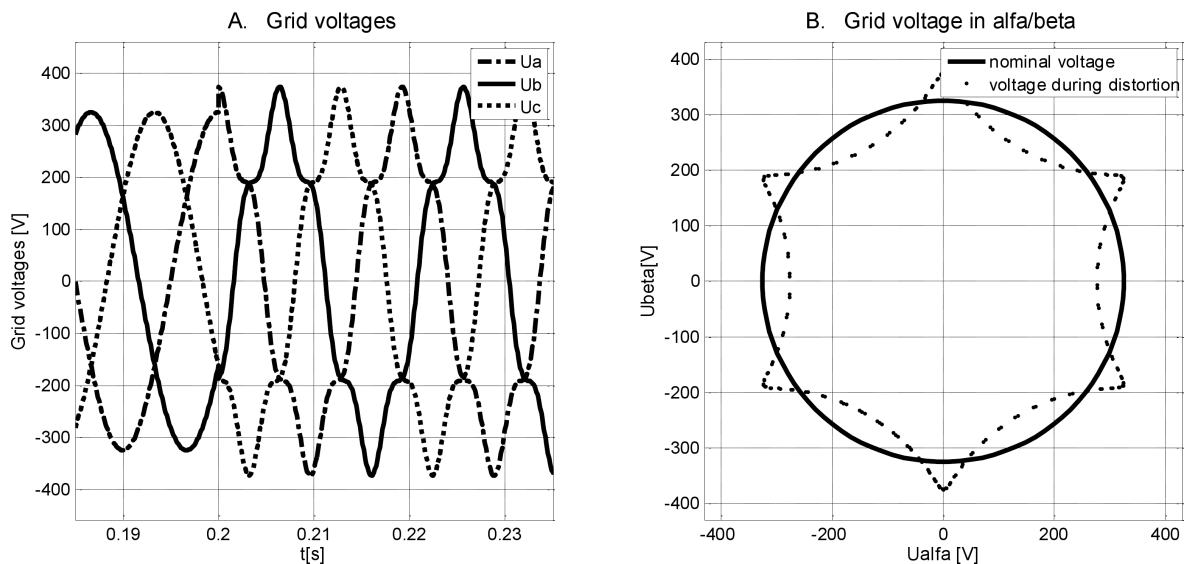 A. Grid voltages
Ua
Ub
Uc
Grid voltages [V]
400
300
200
100
0
-100
-200
-300
-400
0.19
0.2
0.21
0.22
0.23
t[s]
B. Grid voltage in alfa/beta
nominal voltage
voltage during distortion
Ubeta[V]
400
300
200
100
0
-100
-200
-300
-400
-400
-200
0
200
400
Ualfa [V]